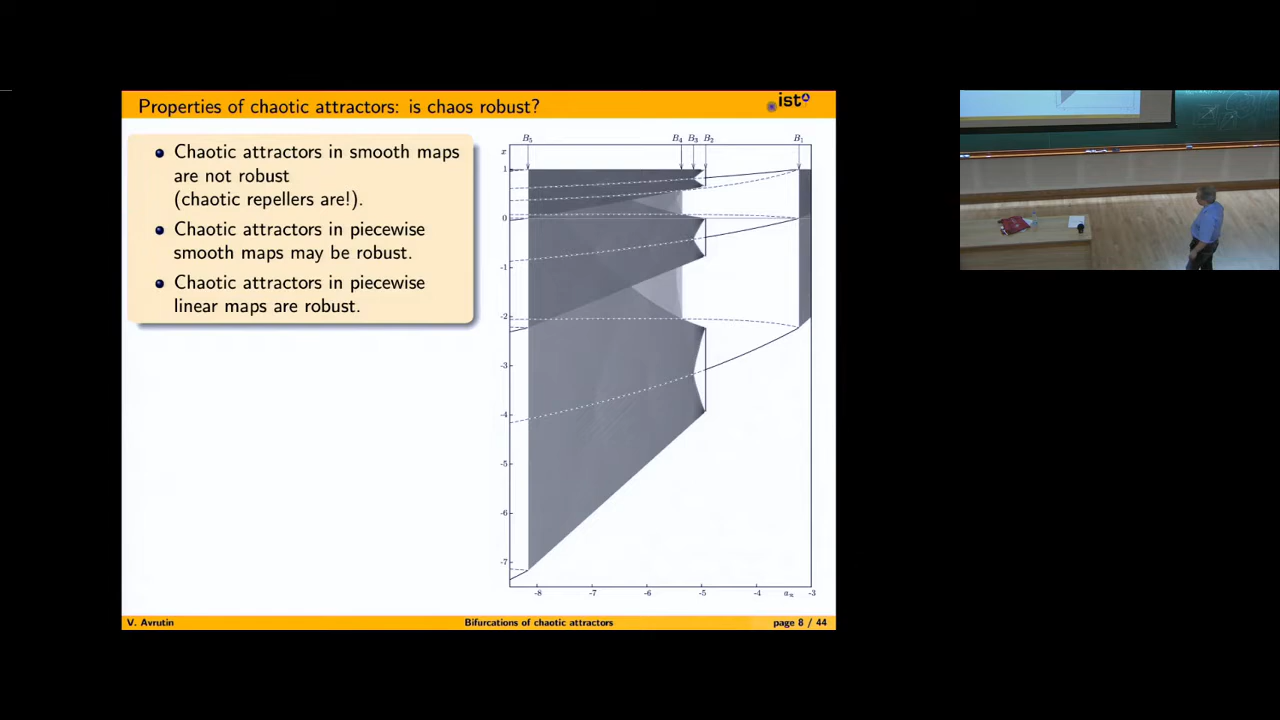 Properties of chaotic attractors: is chaos robust?
ist
Chaotic attractors in smooth maps
are not robust
(chaotic repellers are!).
Chaotic attractors in piecewise
smooth maps may be robust.
Chaotic attractors in piecewise
linear maps are robust.
B5 B4 B3 B2 B1
x
1
0
-1
-2
-3
-4
-5
-6
-7
-8 -7 -6 -5 -4 -3
V. Avrutin Bifurcations of chaotic attractors page 8 / 44